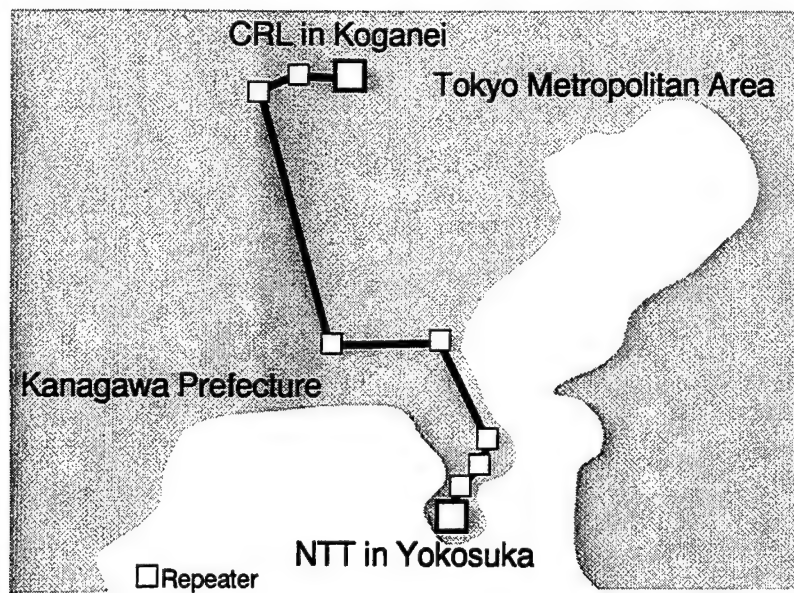 CRL in Koganei
Tokyo Metropolitan Area
Kanagawa Prefecture
NTT in Yokosuka
Repeater